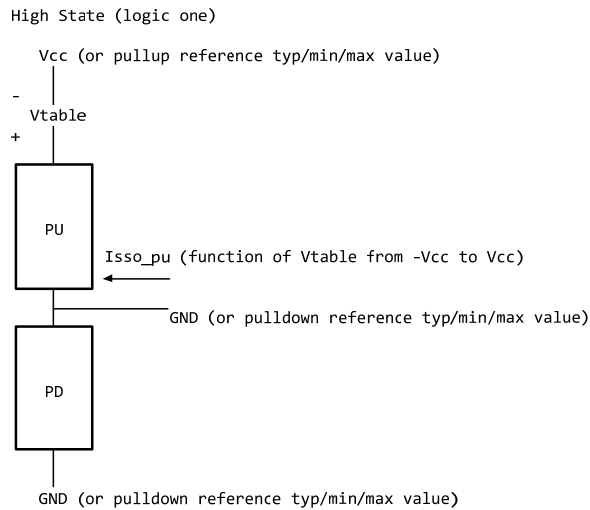 High State (logic one)
Vcc (or pullup reference typ/min/max value)
-
Vtable
+
PU
Isso_pu (function of Vtable from -Vcc to Vcc)
GND (or pulldown reference typ/min/max value)
PD
GND (or pulldown reference typ/min/max value)